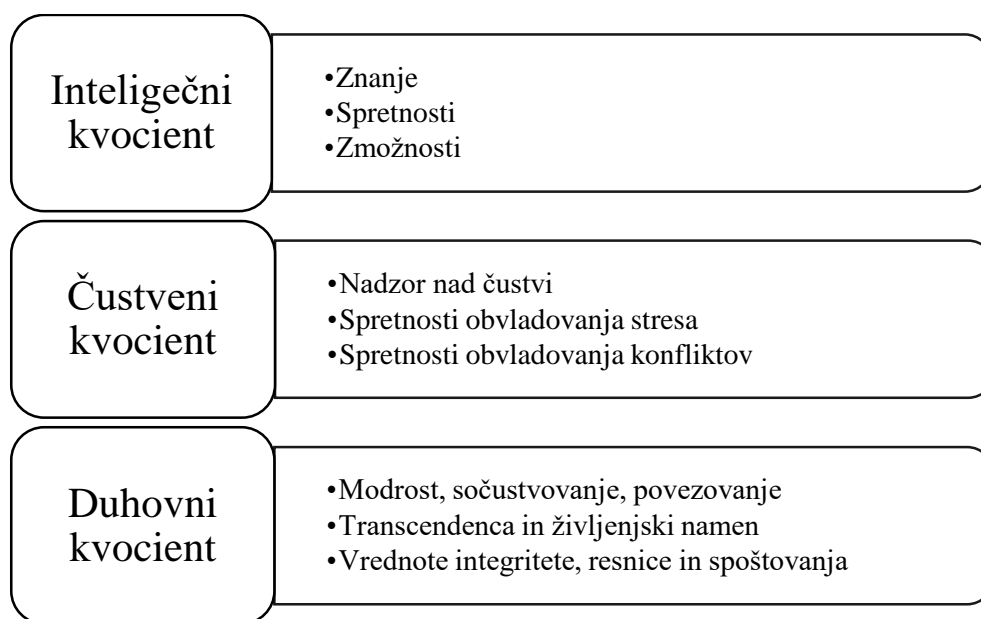 Inteligečni
kvocient
•Znanje
•Spretnosti
•Zmožnosti
Čustveni
kvocient
•Nadzor nad čustvi
•Spretnosti obvladovanja stresa
•Spretnosti obvladovanja konfliktov
Duhovni
kvocient
•Modrost, sočustvovanje, povezovanje
•Transcendenca in življenjski namen
•Vrednote integritete, resnice in spoštovanja